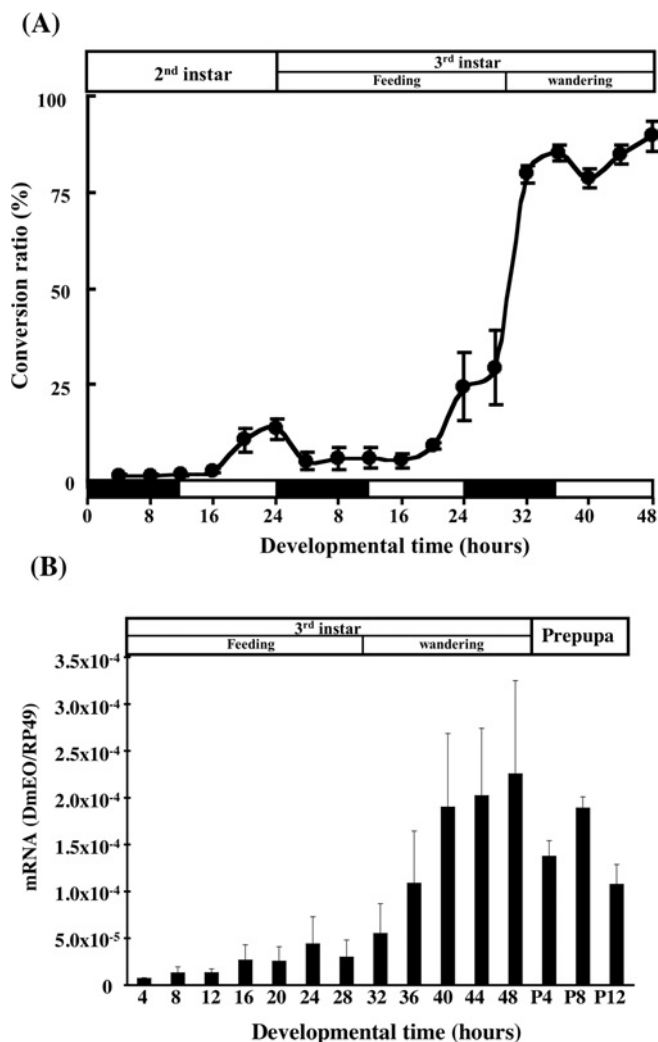 (A)
2nd instar
3rd instar
Feeding
wandering
100
75
50
25
0
Conversion ratio (%)
0 8 16 24 8 16 24 32 40 48
Developmental time (hours)
(B)
3rd instar
Prepupa
Feeding
wandering
3.5x10-4
3.0x10-4
2.5x10-4
2.0x10-4
1.5x10-4
1.0x10-4
5.0x10-5
0
mRNA (DmEO/RP49)
4 8 12 16 20 24 28 32 36 40 44 48 P4 P8 P12
Developmental time (hours)